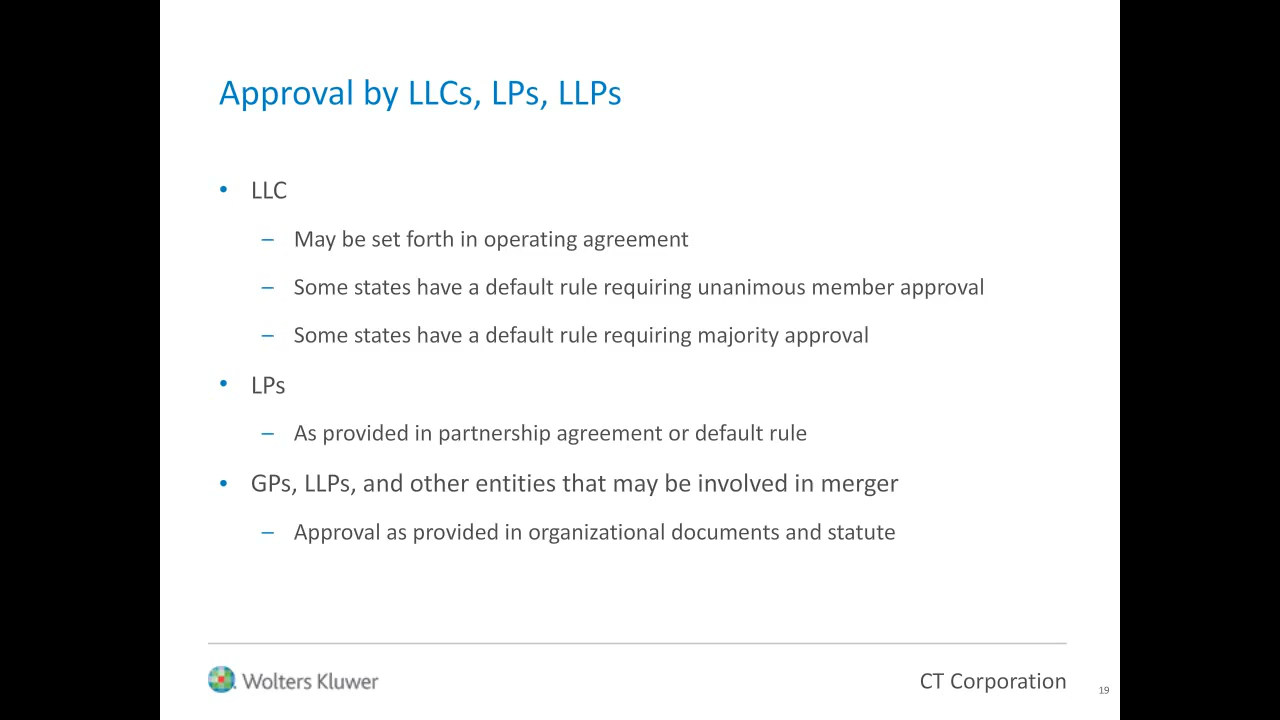 Approval by LLCs, LPs, LLPs
• LLC
– May be set forth in operating agreement
– Some states have a default rule requiring unanimous member approval
– Some states have a default rule requiring majority approval
• LPs
– As provided in partnership agreement or default rule
• GPs, LLPs, and other entities that may be involved in merger
– Approval as provided in organizational documents and statute
Wolters Kluwer
CT Corporation
19